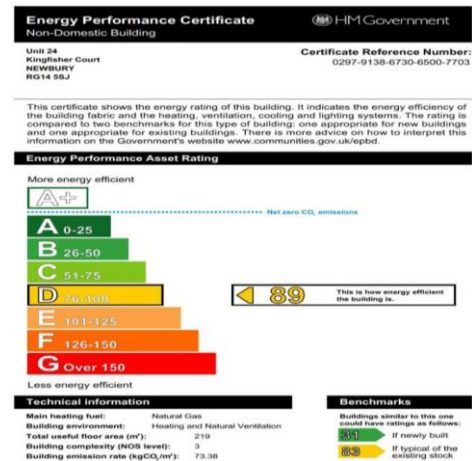 Energy Performance Certificate
HM Government
Non-Domestic Building
Unit 24
Kingfisher Court
NEWBURY
RG14 5SJ
Certificate Reference Number:
0297-9138-6730-6500-7703
This certificate shows the energy rating of this building. It indicates the energy efficiency of
the building fabric and the heating, ventilation, cooling and lighting systems. The rating is
compared to two benchmarks for this type of building: one appropriate for new buildings
and one appropriate for existing buildings. There is more advice on how to interpret this
information on the Government's website www.communities.gov.uk/epbd.
Energy Performance Asset Rating
More energy efficient
A+
Net zero CO₂ emissions
A 0-25
B 26-50
C 51-75
D 76-100
89
This is how energy efficient
the building is.
E 101-125
F 126-150
G Over 150
Less energy efficient
Technical information
Main heating fuel: Natural Gas
Building environment: Heating and Natural Ventilation
Total useful floor area (m²): 219
Building complexity (NOS level): 3
Building emission rate (kgCO₂/m²): 73.38
Benchmarks
Buildings similar to this one
could have ratings as follows:
31 If newly built
83 If typical of the
existing stock